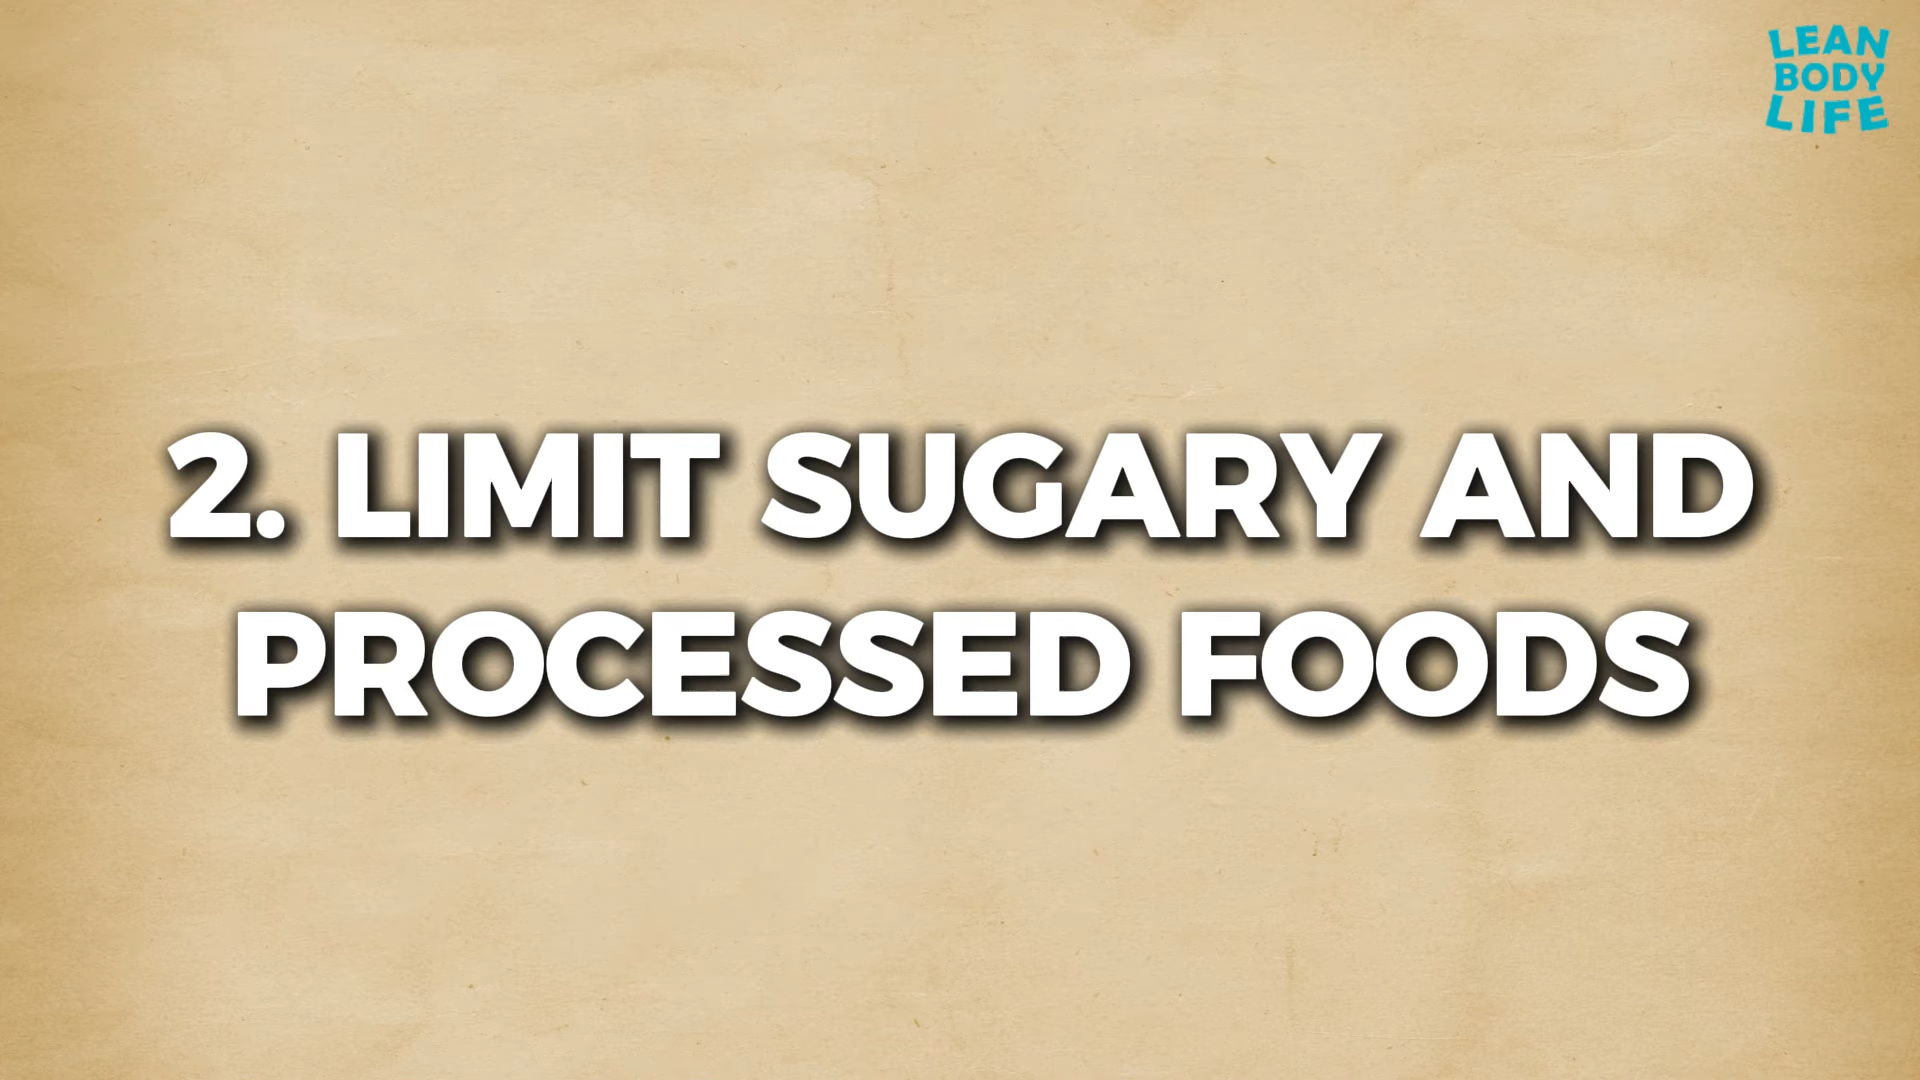 LEAN
BODY
LIFE
2. LIMIT SUGARY AND
PROCESSED FOODS